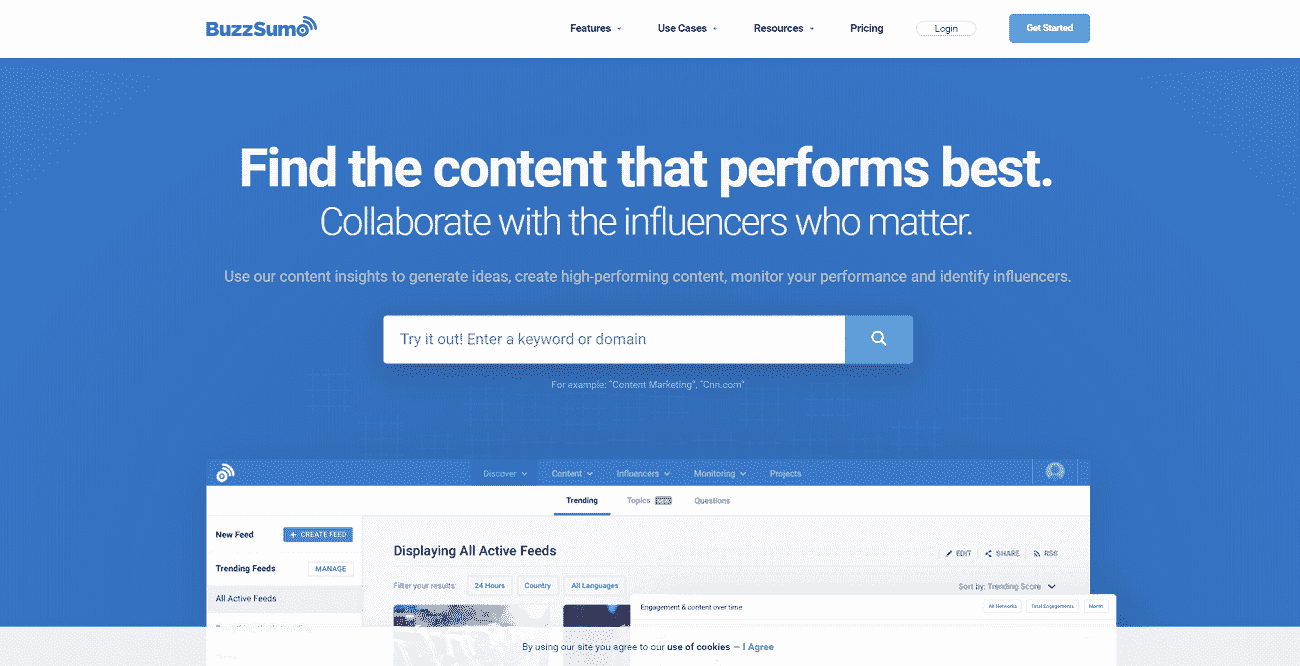 BuzzSumo
Features Use Cases Resources Pricing Login Get Started
Find the content that performs best.
Collaborate with the influencers who matter.
Use our content insights to generate ideas, create high-performing content, monitor your performance and identify influencers.
Try it out! Enter a keyword or domain
For example: "Content Marketing", "Cnn.com"
Discover Content Influencers Monitoring Projects
Trending Topics Questions
New Feed + CREATE FEED
Displaying All Active Feeds
EDIT SHARE RSS
Trending Feeds MANAGE
Filter your results: 24 Hours Country All Languages
Sort by: Trending Score
All Active Feeds
Engagement & content over time
All Networks Total Engagements Month
By using our site you agree to our use of cookies – I Agree